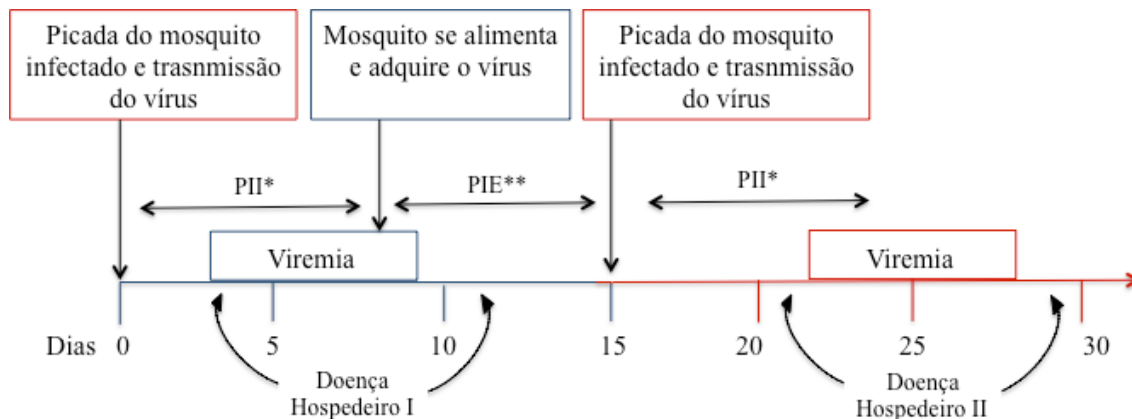 Picada do mosquito
infectado e trasnmissão
do vírus
Mosquito se alimenta
e adquire o vírus
Picada do mosquito
infectado e trasnmissão
do vírus
PII*
PIE**
PII*
Viremia
Viremia
Dias 0 5 10 15 20 25 30
Doença
Hospedeiro I
Doença
Hospedeiro II